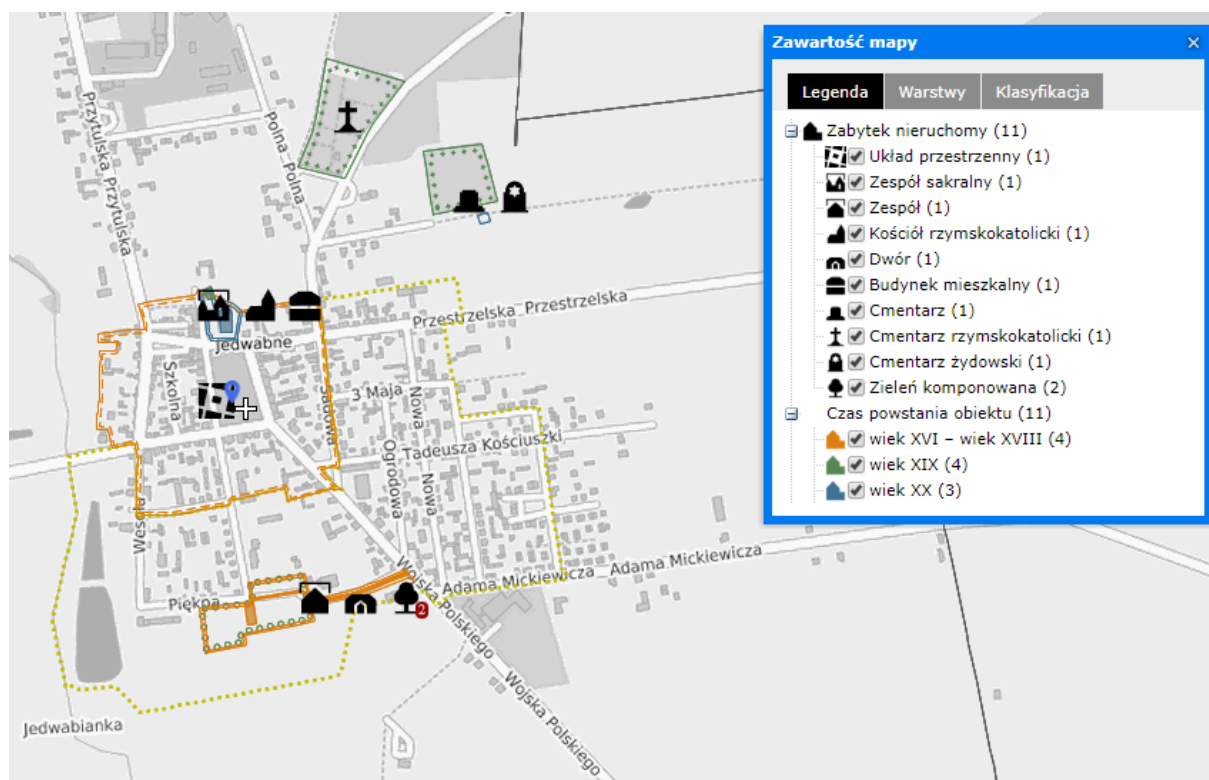 Zawartość mapy
Legenda Warstwy Klasyfikacja
Zabytek nieruchomy (11)
Układ przestrzenny (1)
Zespół sakralny (1)
Zespół (1)
Kościół rzymskokatolicki (1)
Dwór (1)
Budynek mieszkalny (1)
Cmentarz (1)
Cmentarz rzymskokatolicki (1)
Cmentarz żydowski (1)
Zieleń komponowana (2)
Czas powstania obiektu (11)
wiek XVI – wiek XVIII (4)
wiek XIX (4)
wiek XX (3)
Przytulska Przytulska
Polna Polna
Przestrzelska Przestrzelska
Jedwabne
Szkolna
Sadowa
3 Maja
Nowa
Nowa
Tadeusza Kościuszki
Ogrodowa
Wesoła
Piękna
Wojska Polskiego
Adama Mickiewicza Adama Mickiewicza
2
Wojska Polskiego
Jedwabianka